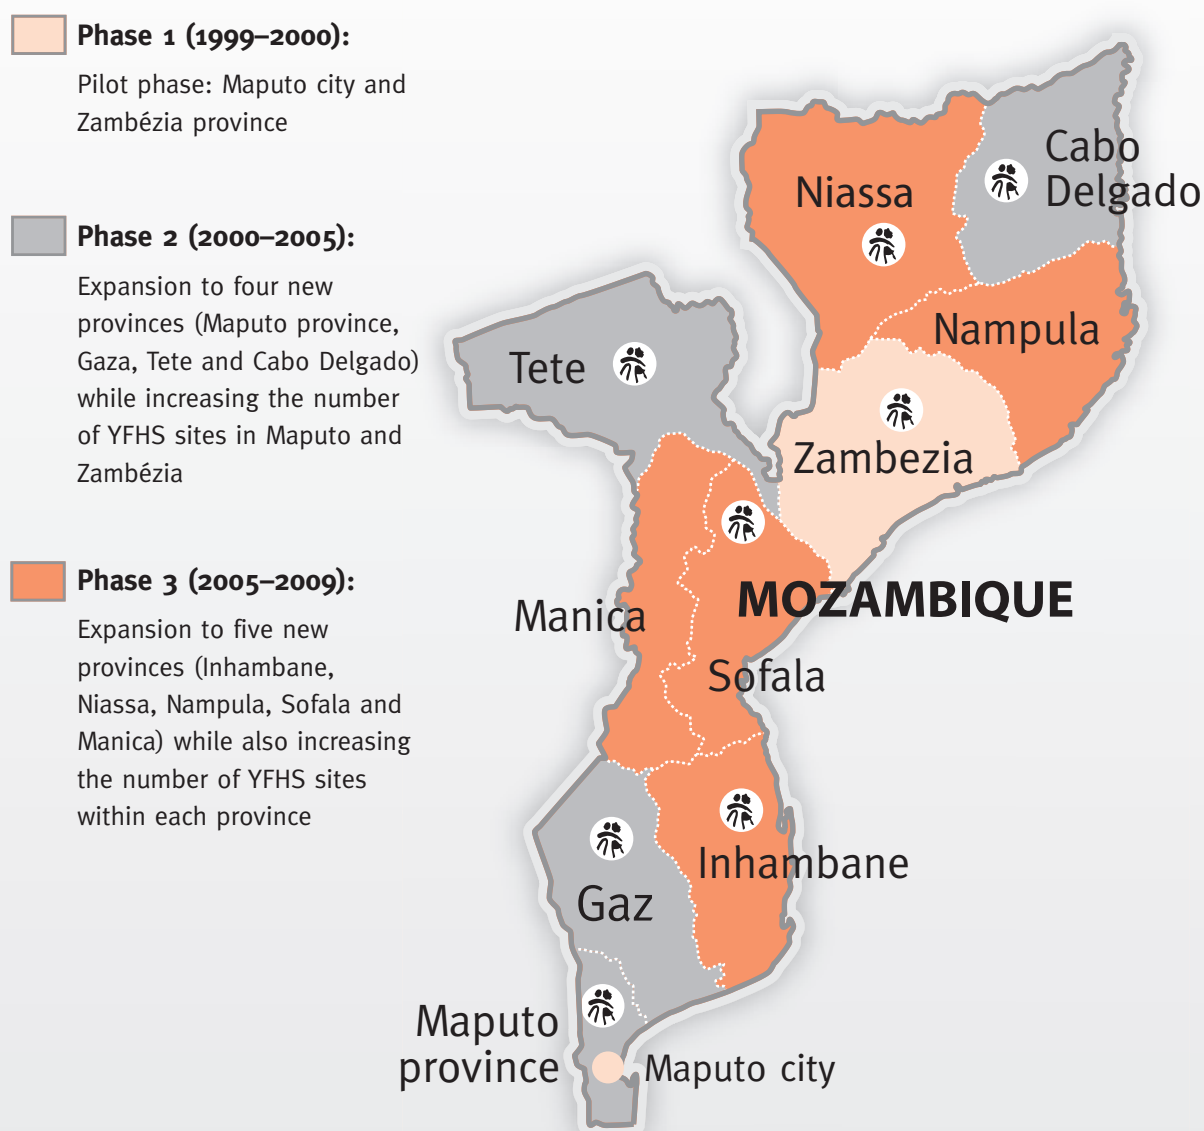 Phase 1 (1999–2000):
Pilot phase: Maputo city and
Zambézia province
Phase 2 (2000–2005):
Expansion to four new
provinces (Maputo province,
Gaza, Tete and Cabo Delgado)
while increasing the number
of YFHS sites in Maputo and
Zambézia
Phase 3 (2005–2009):
Expansion to five new
provinces (Inhambane,
Niassa, Nampula, Sofala and
Manica) while also increasing
the number of YFHS sites
within each province
Cabo
Delgado
Niassa
Nampula
Tete
Zambezia
MOZAMBIQUE
Manica
Sofala
Inhambane
Gaz
Maputo
province
Maputo city